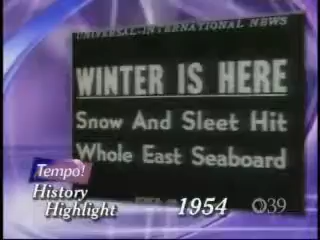 UNIVERSAL-INTERNATIONAL NEWS
WINTER IS HERE
Snow And Sleet Hit
Whole East Seaboard
Tempo!
History
Highlight
1954
39